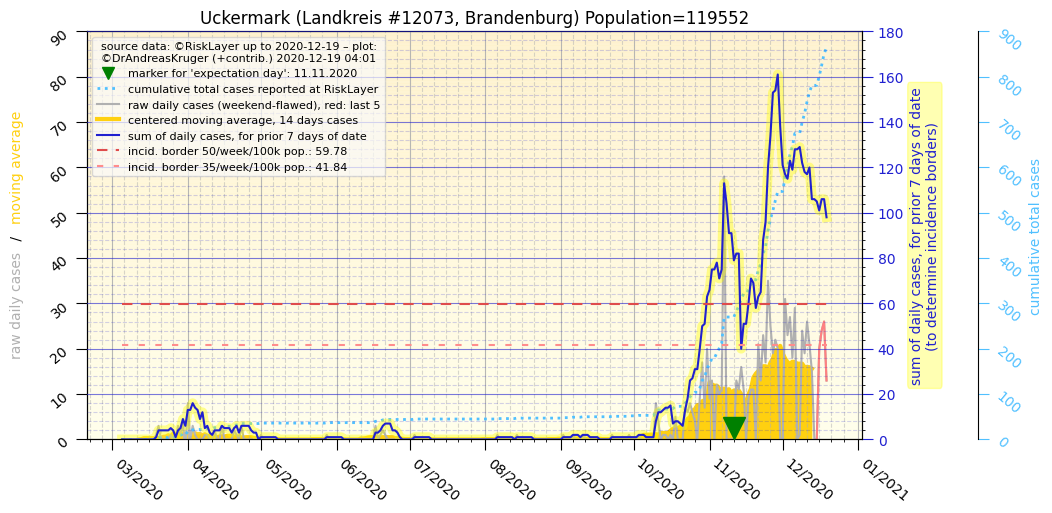 Uckermark (Landkreis #12073, Brandenburg) Population=119552
source data: ©RiskLayer up to 2020-12-19 – plot:
©DrAndreasKruger (+contrib.) 2020-12-19 04:01
marker for 'expectation day': 11.11.2020
cumulative total cases reported at RiskLayer
raw daily cases (weekend-flawed), red: last 5
centered moving average, 14 days cases
sum of daily cases, for prior 7 days of date
incid. border 50/week/100k pop.: 59.78
incid. border 35/week/100k pop.: 41.84
raw daily cases / moving average
90
80
70
60
50
40
30
20
10
0
180
160
140
120
100
80
60
40
20
0
sum of daily cases, for prior 7 days of date
(to determine incidence borders)
900
800
700
600
500
400
300
200
100
0
cumulative total cases
03/2020
04/2020
05/2020
06/2020
07/2020
08/2020
09/2020
10/2020
11/2020
12/2020
01/2021